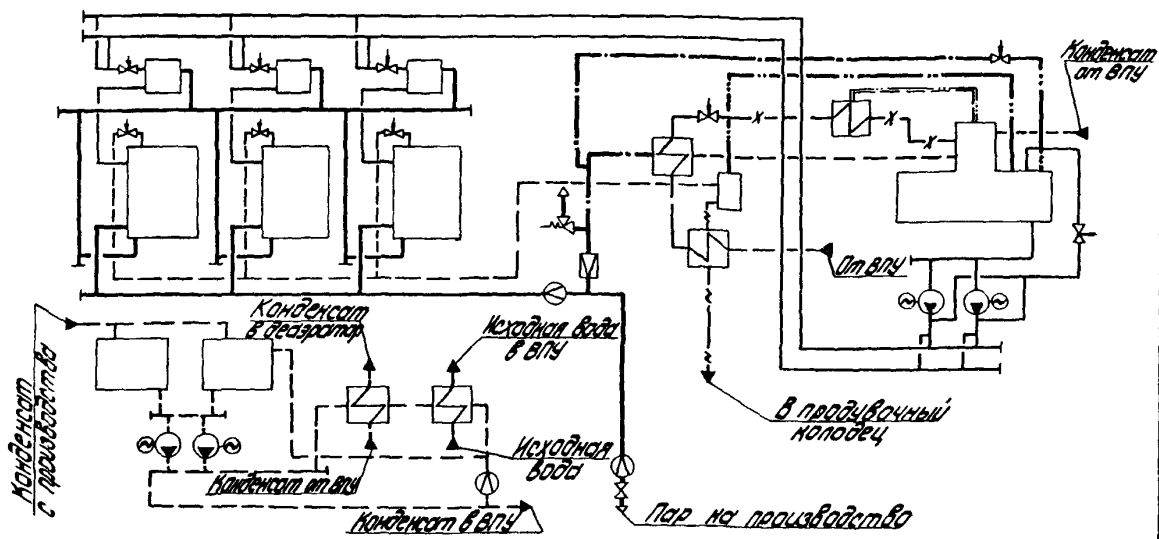 Конденсат
от ВПУ
От ВПУ
Конденсат
в деаэратор
Исходная вода
в ВПУ
В продувачный
колодец
Исходная
вода
Конденсат
с производства
Конденсат от ВПУ
Конденсат в ВПУ
Пар на производство